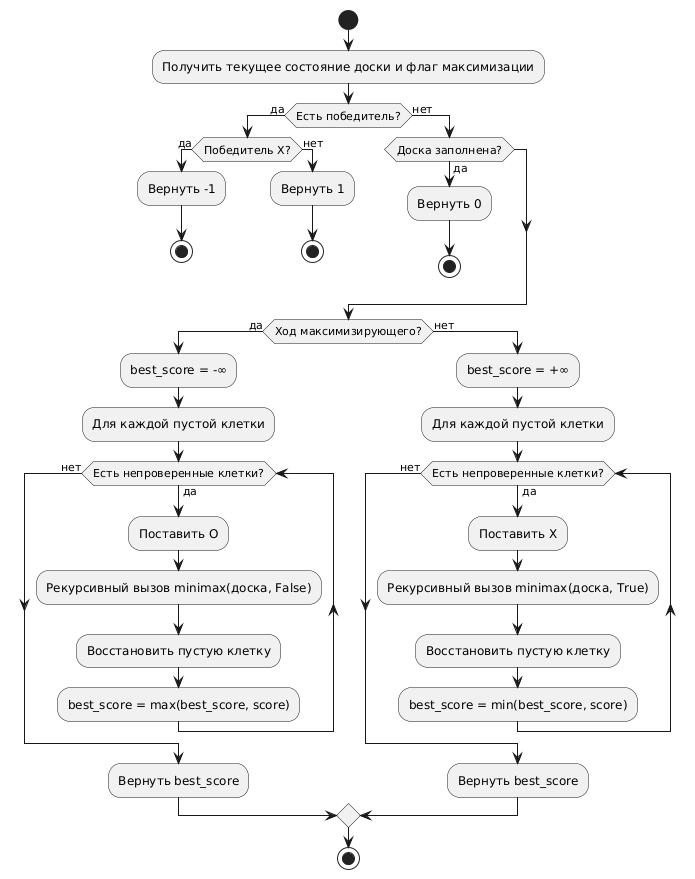 Получить текущее состояние доски и флаг максимизации
да
Есть победитель?
нет
да
Победитель X?
нет
Доска заполнена?
да
Вернуть -1
Вернуть 1
Вернуть 0
да
Ход максимизирующего?
нет
best_score = -∞
best_score = +∞
Для каждой пустой клетки
Для каждой пустой клетки
нет
Есть непроверенные клетки?
нет
Есть непроверенные клетки?
да
да
Поставить O
Поставить X
Рекурсивный вызов minimax(доска, False)
Рекурсивный вызов minimax(доска, True)
Восстановить пустую клетку
Восстановить пустую клетку
best_score = max(best_score, score)
best_score = min(best_score, score)
Вернуть best_score
Вернуть best_score